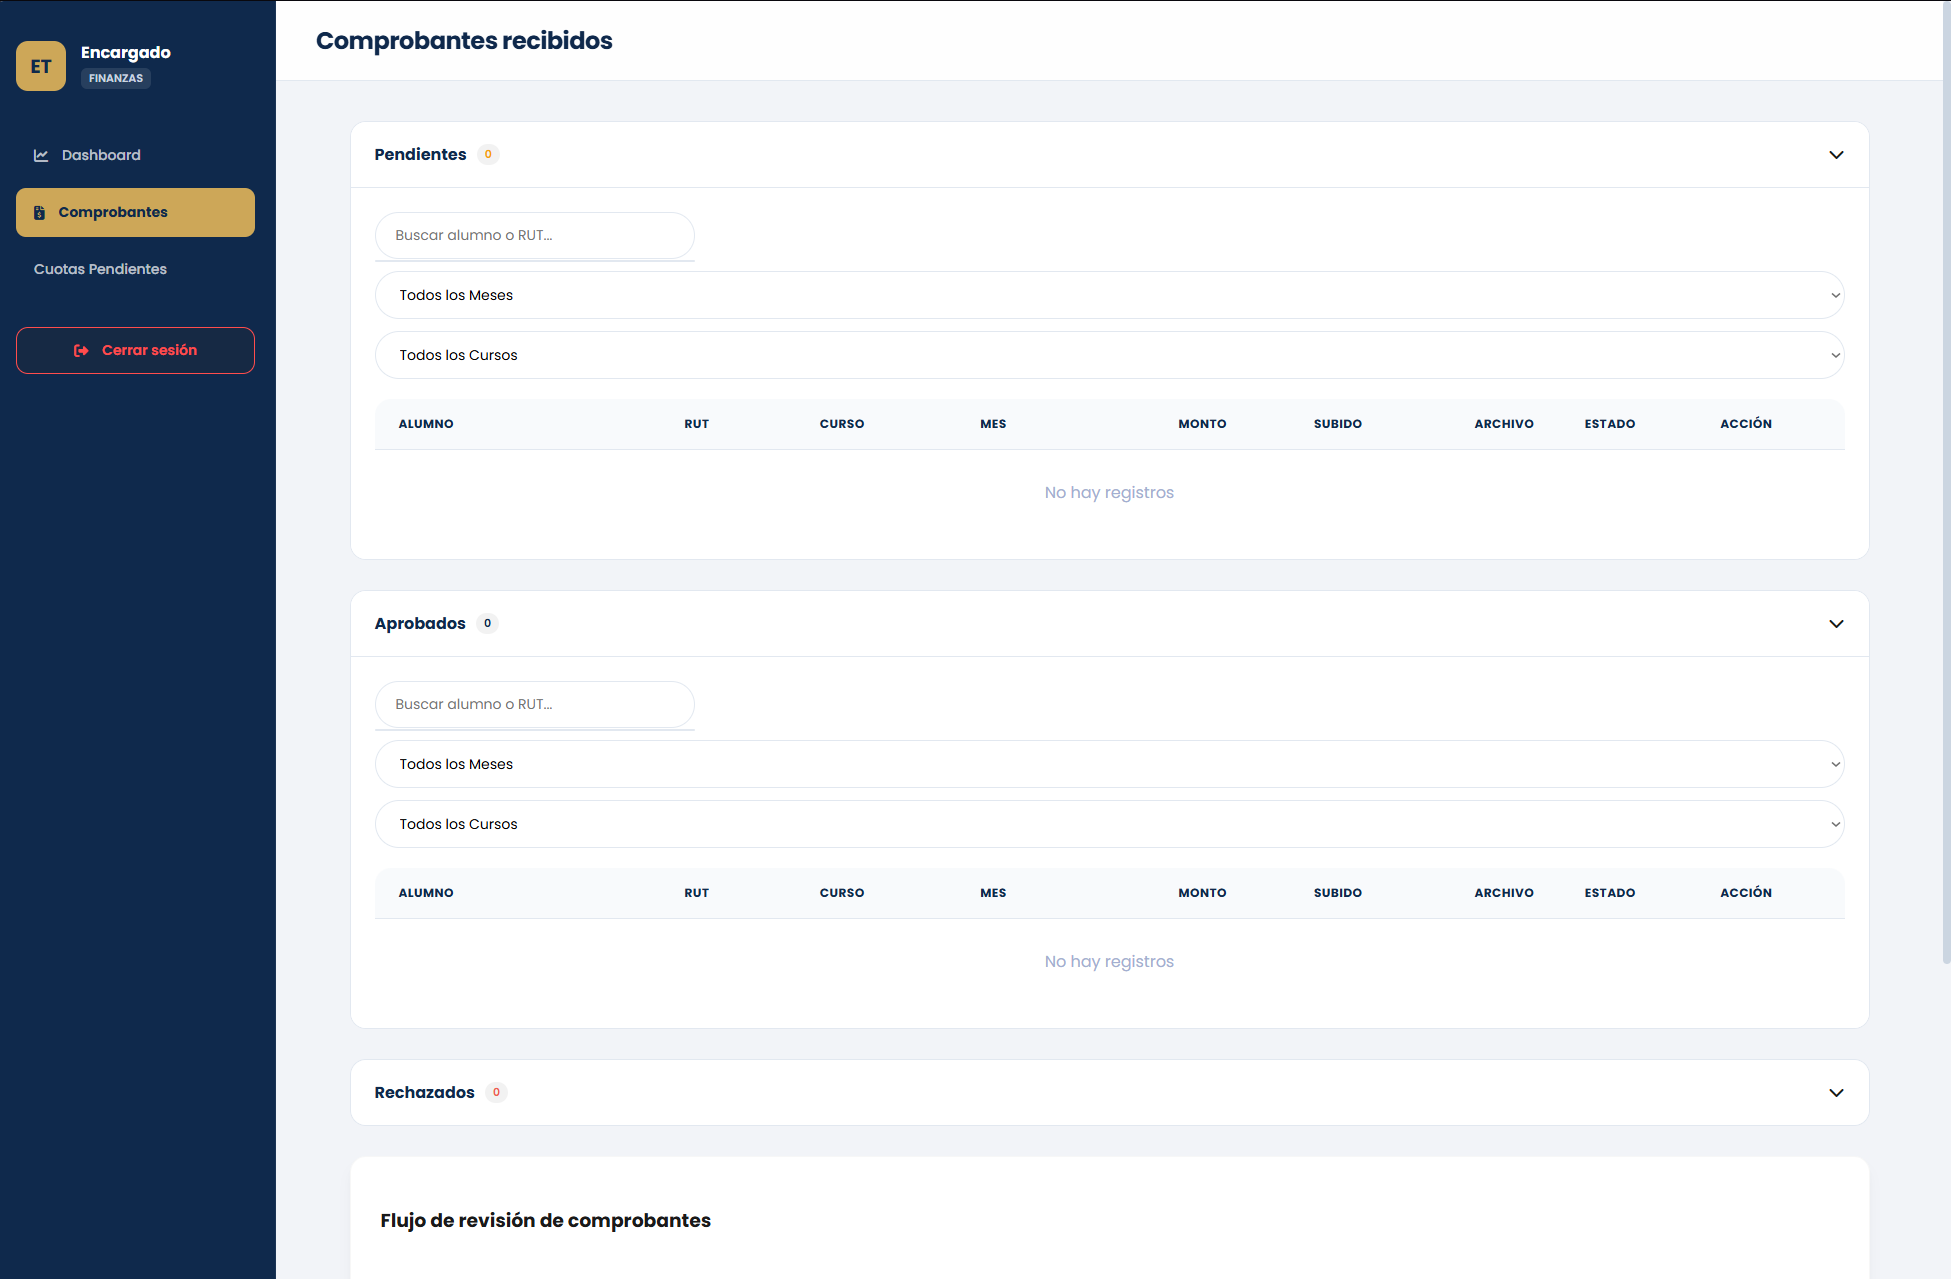 ET
Encargado
FINANZAS
Dashboard
Comprobantes
Cuotas Pendientes
Cerrar sesión
Comprobantes recibidos
Pendientes 0
Buscar alumno o RUT...
Todos los Meses
Todos los Cursos
ALUMNO RUT CURSO MES MONTO SUBIDO ARCHIVO ESTADO ACCIÓN
No hay registros
Aprobados 0
Buscar alumno o RUT...
Todos los Meses
Todos los Cursos
ALUMNO RUT CURSO MES MONTO SUBIDO ARCHIVO ESTADO ACCIÓN
No hay registros
Rechazados 0
Flujo de revisión de comprobantes